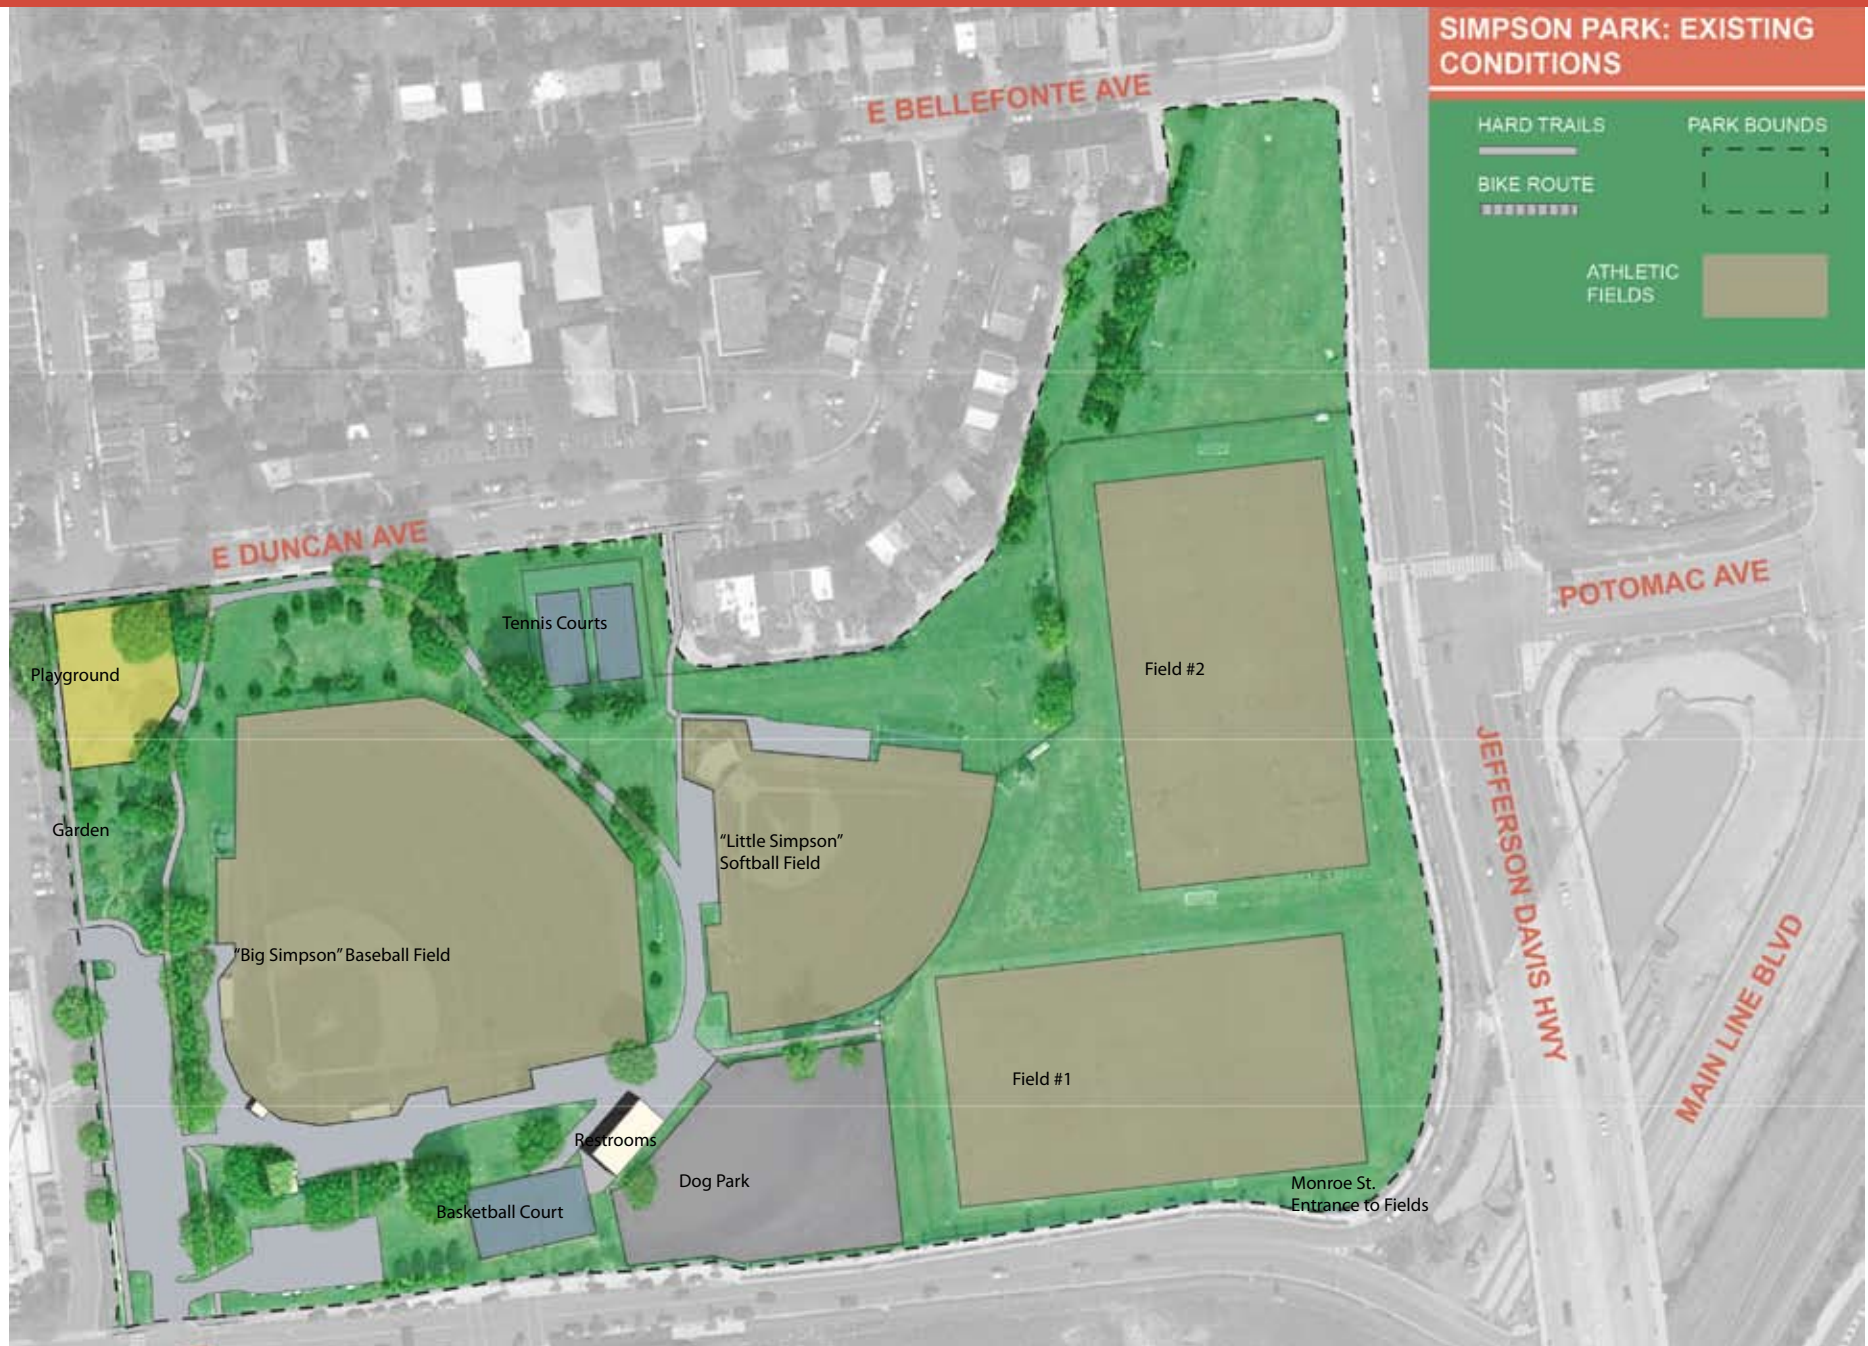 SIMPSON PARK: EXISTING
CONDITIONS
HARD TRAILS
PARK BOUNDS
BIKE ROUTE
ATHLETIC
FIELDS
E BELLEFONTE AVE
E DUNCAN AVE
POTOMAC AVE
JEFFERSON DAVIS HWY
MAIN LINE BLVD
Tennis Courts
Playground
Field #2
Garden
"Little Simpson"
Softball Field
"Big Simpson" Baseball Field
Field #1
Restrooms
Dog Park
Basketball Court
Monroe St.
Entrance to Fields